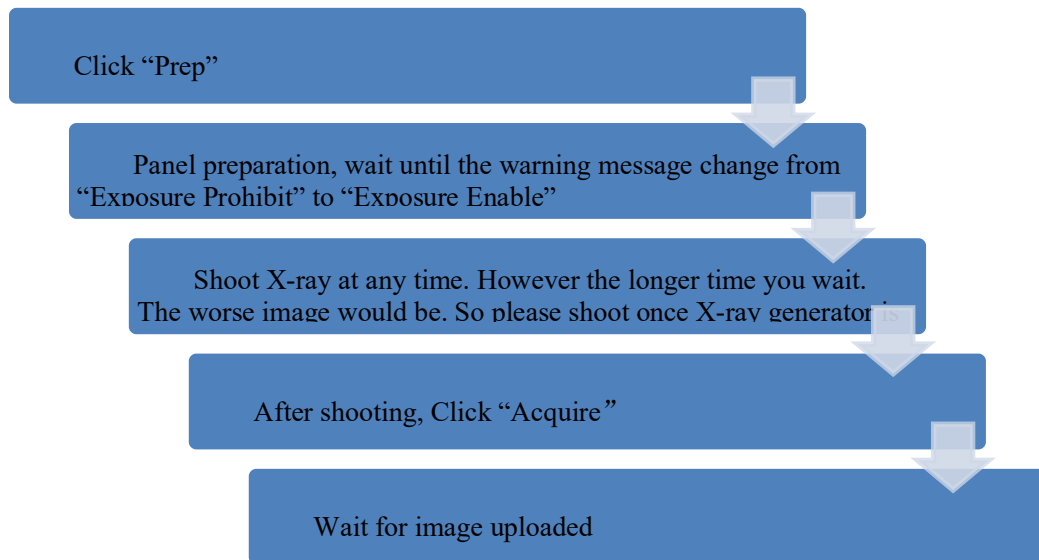 Click “Prep”
Panel preparation, wait until the warning message change from
“Exposure Prohibit” to “Exposure Enable”
Shoot X-ray at any time. However the longer time you wait.
The worse image would be. So please shoot once X-ray generator is
After shooting, Click “Acquire”
Wait for image uploaded